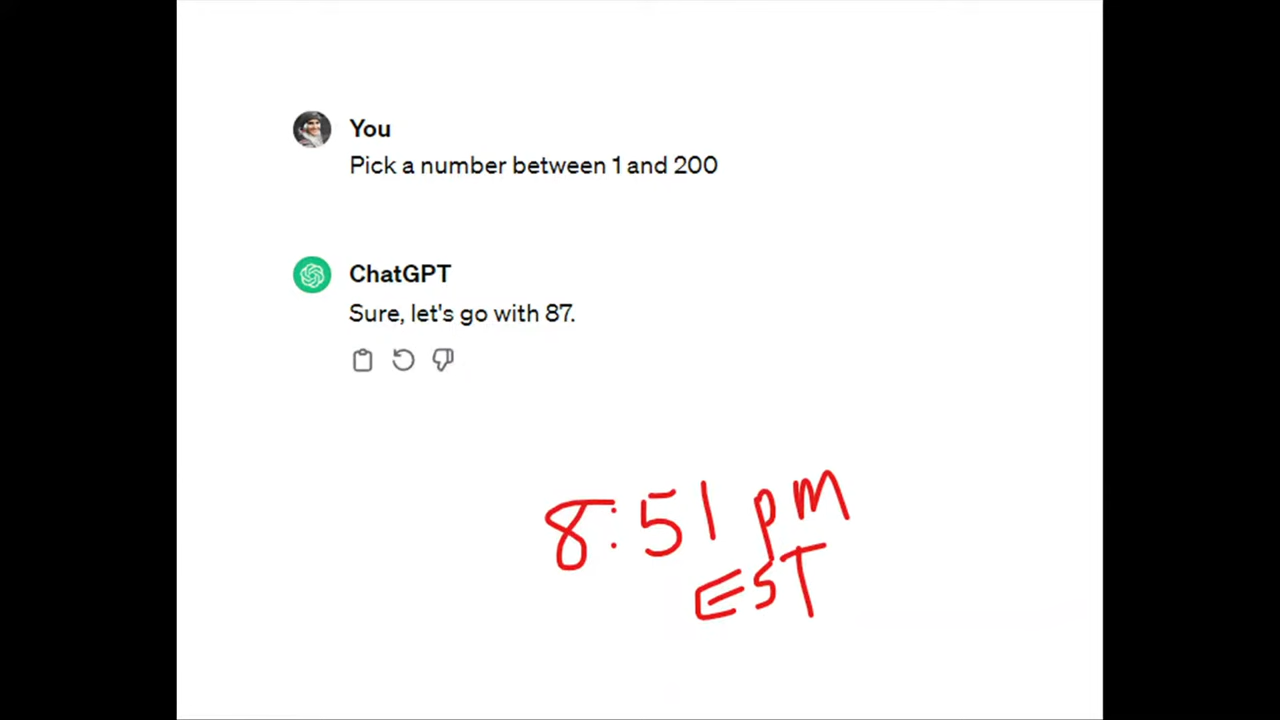 You
Pick a number between 1 and 200
ChatGPT
Sure, let's go with 87.
8:51 pm
EST